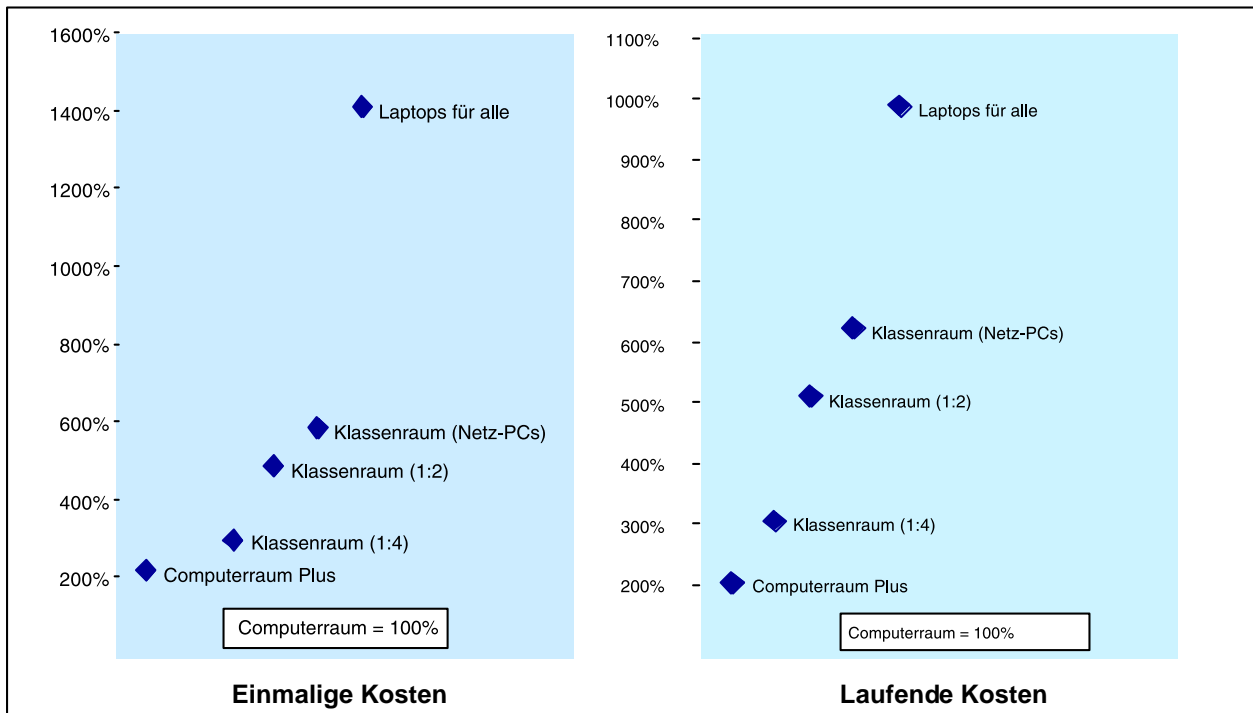 1600%
1400%
1200%
1000%
800%
600%
400%
200%
Laptops für alle
Klassenraum (Netz-PCs)
Klassenraum (1:2)
Klassenraum (1:4)
Computerraum Plus
Computerraum = 100%
Einmalige Kosten
1100%
1000%
900%
800%
700%
600%
500%
400%
300%
200%
Laptops für alle
Klassenraum (Netz-PCs)
Klassenraum (1:2)
Klassenraum (1:4)
Computerraum Plus
Computerraum = 100%
Laufende Kosten